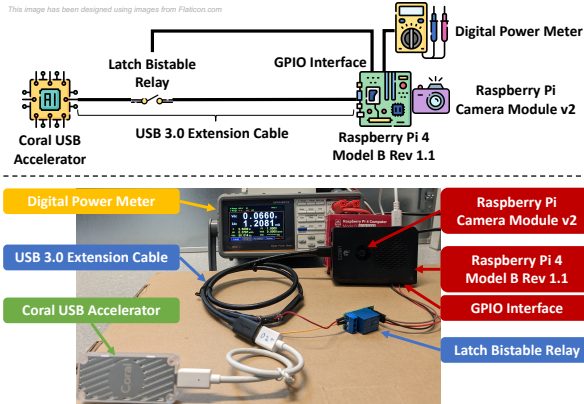 This image has been designed using images from Flaticon.com
Digital Power Meter
Latch Bistable
Relay
GPIO Interface
AI
Raspberry Pi
Camera Module v2
USB 3.0 Extension Cable
Coral USB
Accelerator
Raspberry Pi 4
Model B Rev 1.1
Digital Power Meter
Raspberry Pi
Camera Module v2
0.0660
1.2081
Raspberry Pi 4 Computer
USB 3.0 Extension Cable
Raspberry Pi 4
Model B Rev 1.1
Coral USB Accelerator
GPIO Interface
Latch Bistable Relay
Coral